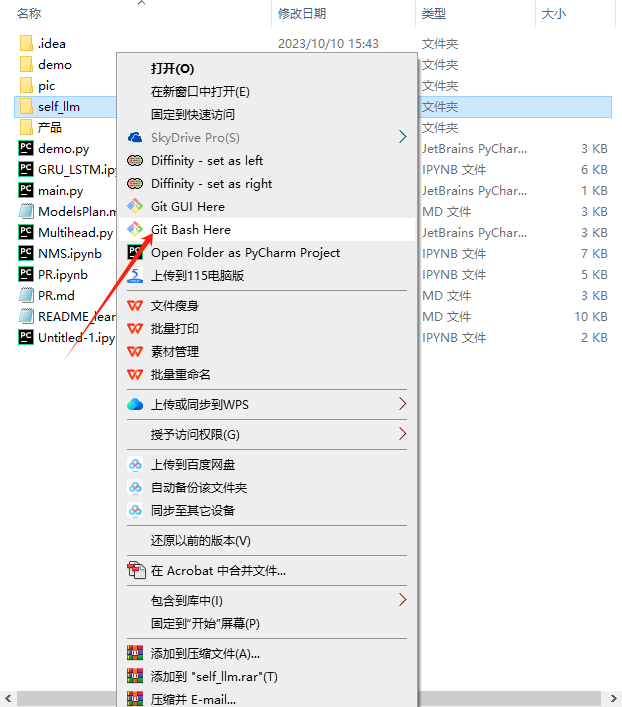 名称 修改日期 类型 大小
.idea 2023/10/10 15:43 文件夹
demo 文件夹
pic 文件夹
self_llm 文件夹
产品 文件夹
demo.py JetBrains PyChar... 3 KB
GRU_LSTM.ipy IPYNB 文件 6 KB
main.py JetBrains PyChar... 1 KB
ModelsPlan.m MD 文件 3 KB
Multihead.py JetBrains PyChar... 3 KB
NMS.ipynb IPYNB 文件 7 KB
PR.ipynb IPYNB 文件 5 KB
PR.md MD 文件 3 KB
README_lear MD 文件 10 KB
Untitled-1.ipy IPYNB 文件 2 KB
打开(O)
在新窗口中打开(E)
固定到快速访问
SkyDrive Pro(S)
Diffinity - set as left
Diffinity - set as right
Git GUI Here
Git Bash Here
Open Folder as PyCharm Project
上传到115电脑版
文件瘦身
批量打印
素材管理
批量重命名
上传或同步到WPS
授予访问权限(G)
上传到百度网盘
自动备份该文件夹
同步至其它设备
还原以前的版本(V)
在 Acrobat 中合并文件...
包含到库中(I)
固定到“开始”屏幕(P)
添加到压缩文件(A)...
添加到 "self_llm.rar"(T)
压缩并 E-mail...